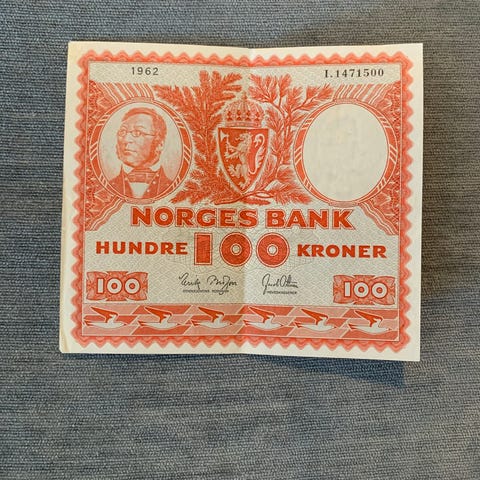 1962
I.1471500
NORGES BANK
HUNDRE 100 KRONER
100
100